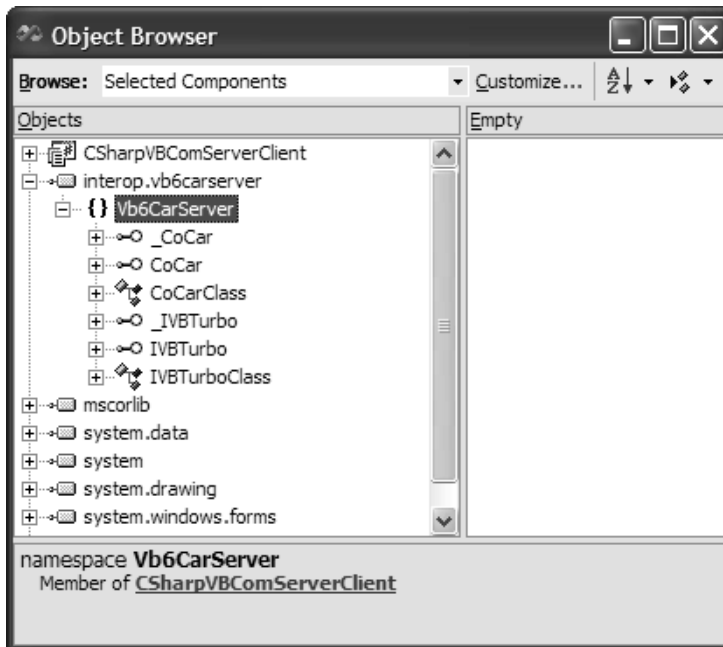 Object Browser
Browse: Selected Components Customize...
Objects Empty
CSharpVBComServerClient
interop.vb6carserver
{} Vb6CarServer
_CoCar
CoCar
CoCarClass
_IVBTurbo
IVBTurbo
IVBTurboClass
mscorlib
system.data
system
system.drawing
system.windows.forms
namespace Vb6CarServer
Member of CSharpVBComServerClient